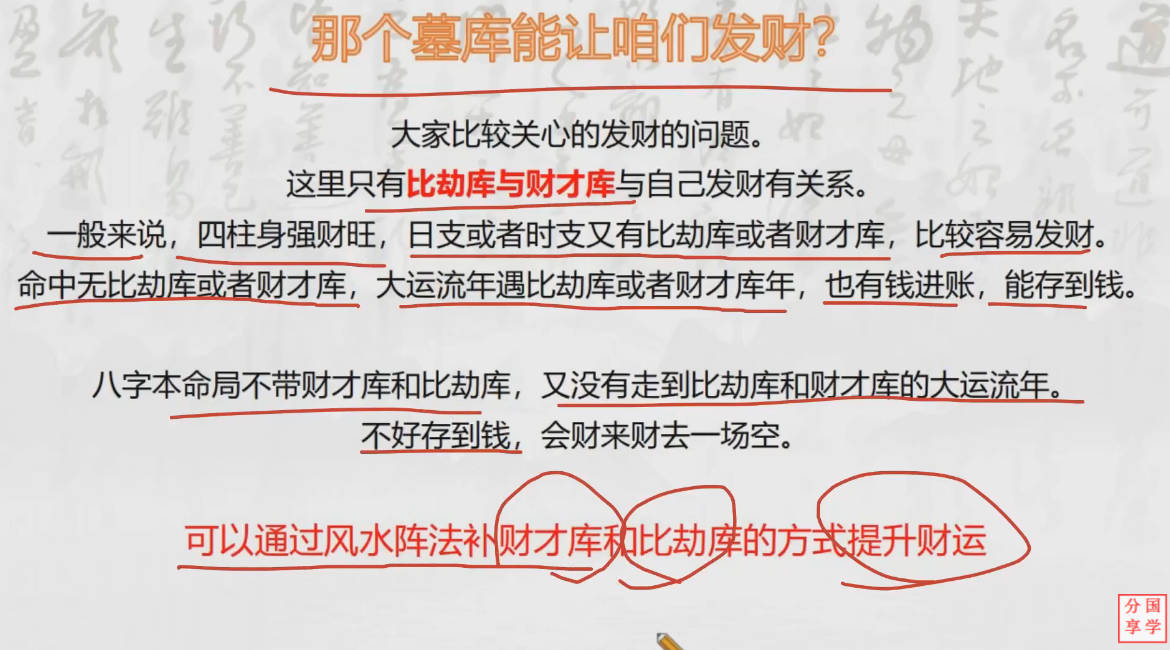 那个墓库能让咱们发财？
大家比较关心的发财的问题。
这里只有比劫库与财才库与自己发财有关系。
一般来说，四柱身强财旺，日支或者时支又有比劫库或者财才库，比较容易发财。
命中无比劫库或者财才库，大运流年遇比劫库或者财才库年，也有钱进账，能存到钱。
八字本命局不带财才库和比劫库，又没有走到比劫库和财才库的大运流年。
不好存到钱，会财来财去一场空。
可以通过风水阵法补财才库和比劫库的方式提升财运
分国
享学